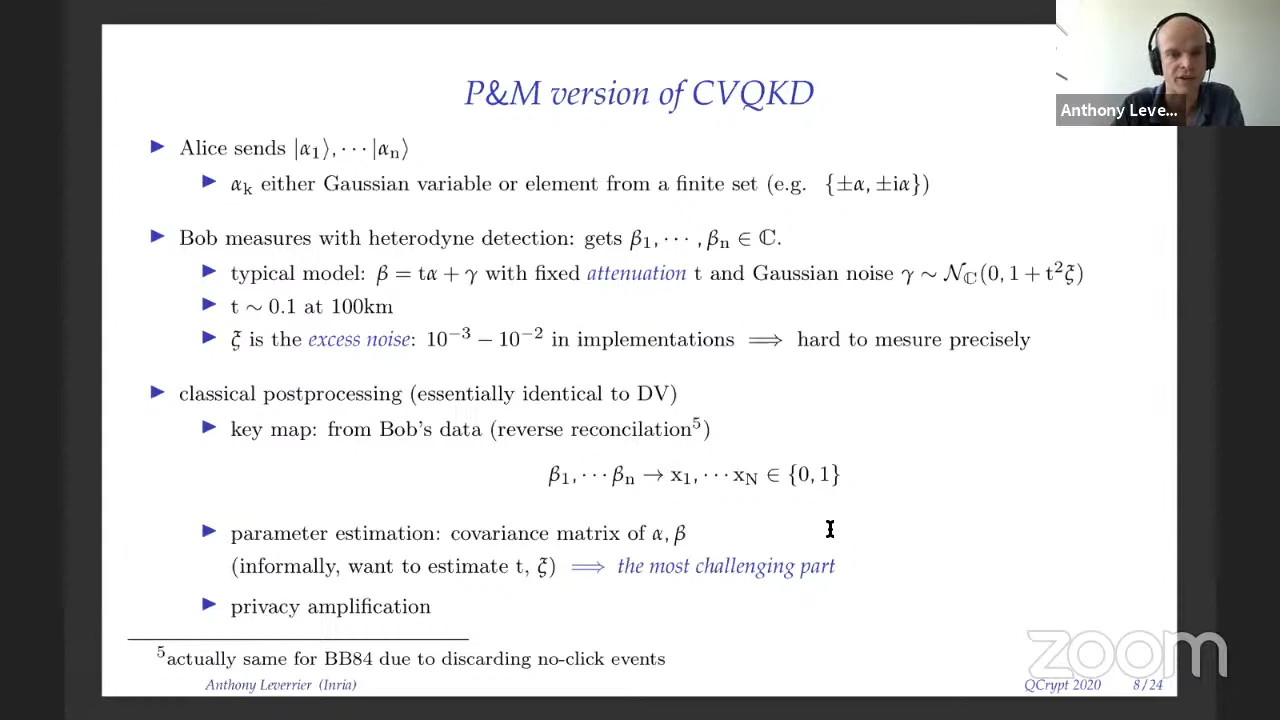 P&M version of CVQKD
Anthony Leve...
▶ Alice sends |α₁⟩, ··· |αₙ⟩
▶ αₖ either Gaussian variable or element from a finite set (e.g. {±α, ±iα})
▶ Bob measures with heterodyne detection: gets β₁, ··· , βₙ ∈ ℂ.
▶ typical model: β = tα + γ with fixed attenuation t and Gaussian noise γ ∼ 𝒩_ℂ(0, 1 + t²ξ)
▶ t ∼ 0.1 at 100km
▶ ξ is the excess noise: 10⁻³ − 10⁻² in implementations ⟹ hard to mesure precisely
▶ classical postprocessing (essentially identical to DV)
▶ key map: from Bob's data (reverse reconcilation⁵)
β₁, ··· βₙ → x₁, ··· x_N ∈ {0, 1}
▶ parameter estimation: covariance matrix of α, β
(informally, want to estimate t, ξ) ⟹ the most challenging part
▶ privacy amplification
⁵actually same for BB84 due to discarding no-click events
Anthony Leverrier (Inria) QCrypt 2020 8/24
zoom